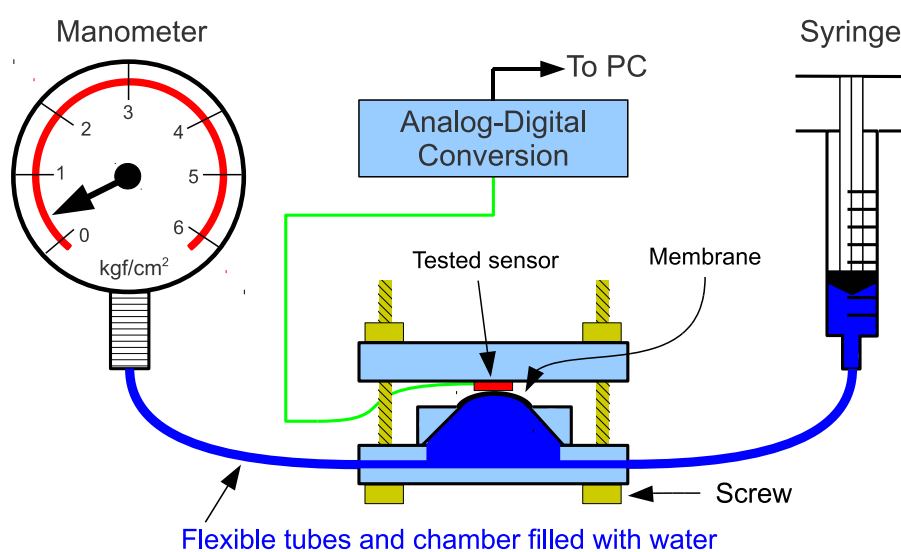 Manometer
Syringe
To PC
Analog-Digital
Conversion
3
2
4
1
5
0
6
kgf/cm²
Tested sensor
Membrane
Screw
Flexible tubes and chamber filled with water